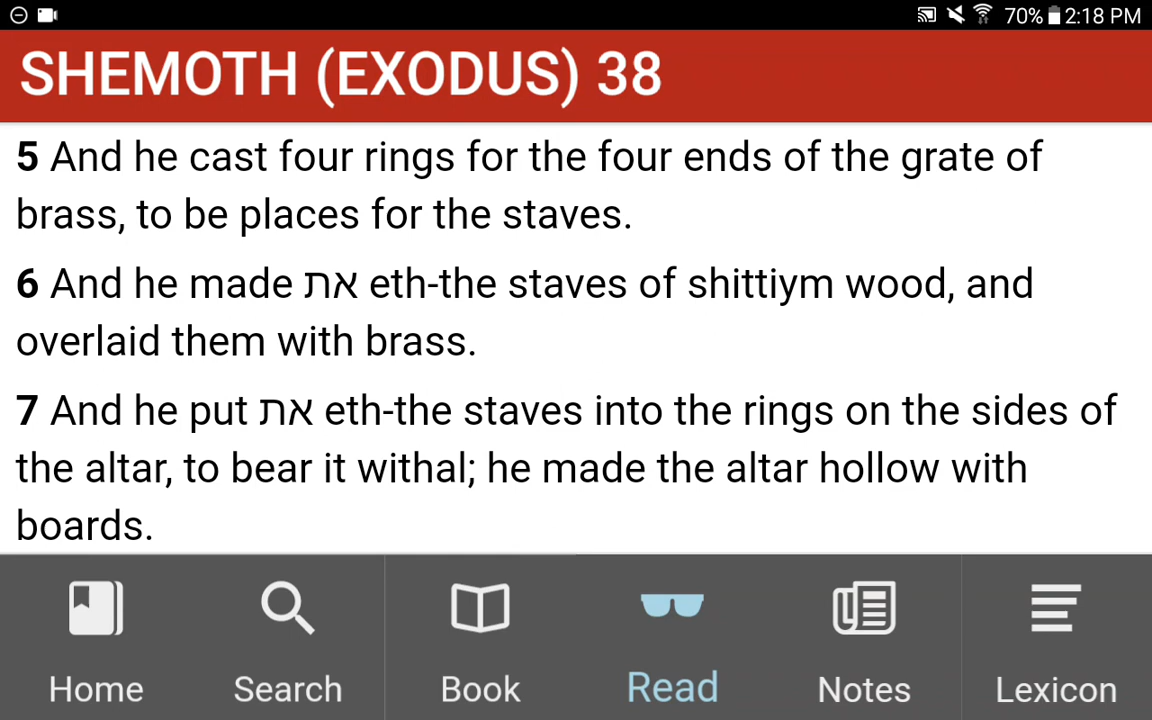 70% 2:18 PM
SHEMOTH (EXODUS) 38
5 And he cast four rings for the four ends of the grate of
brass, to be places for the staves.
6 And he made את eth-the staves of shittiym wood, and
overlaid them with brass.
7 And he put את eth-the staves into the rings on the sides of
the altar, to bear it withal; he made the altar hollow with
boards.
Home Search Book Read Notes Lexicon